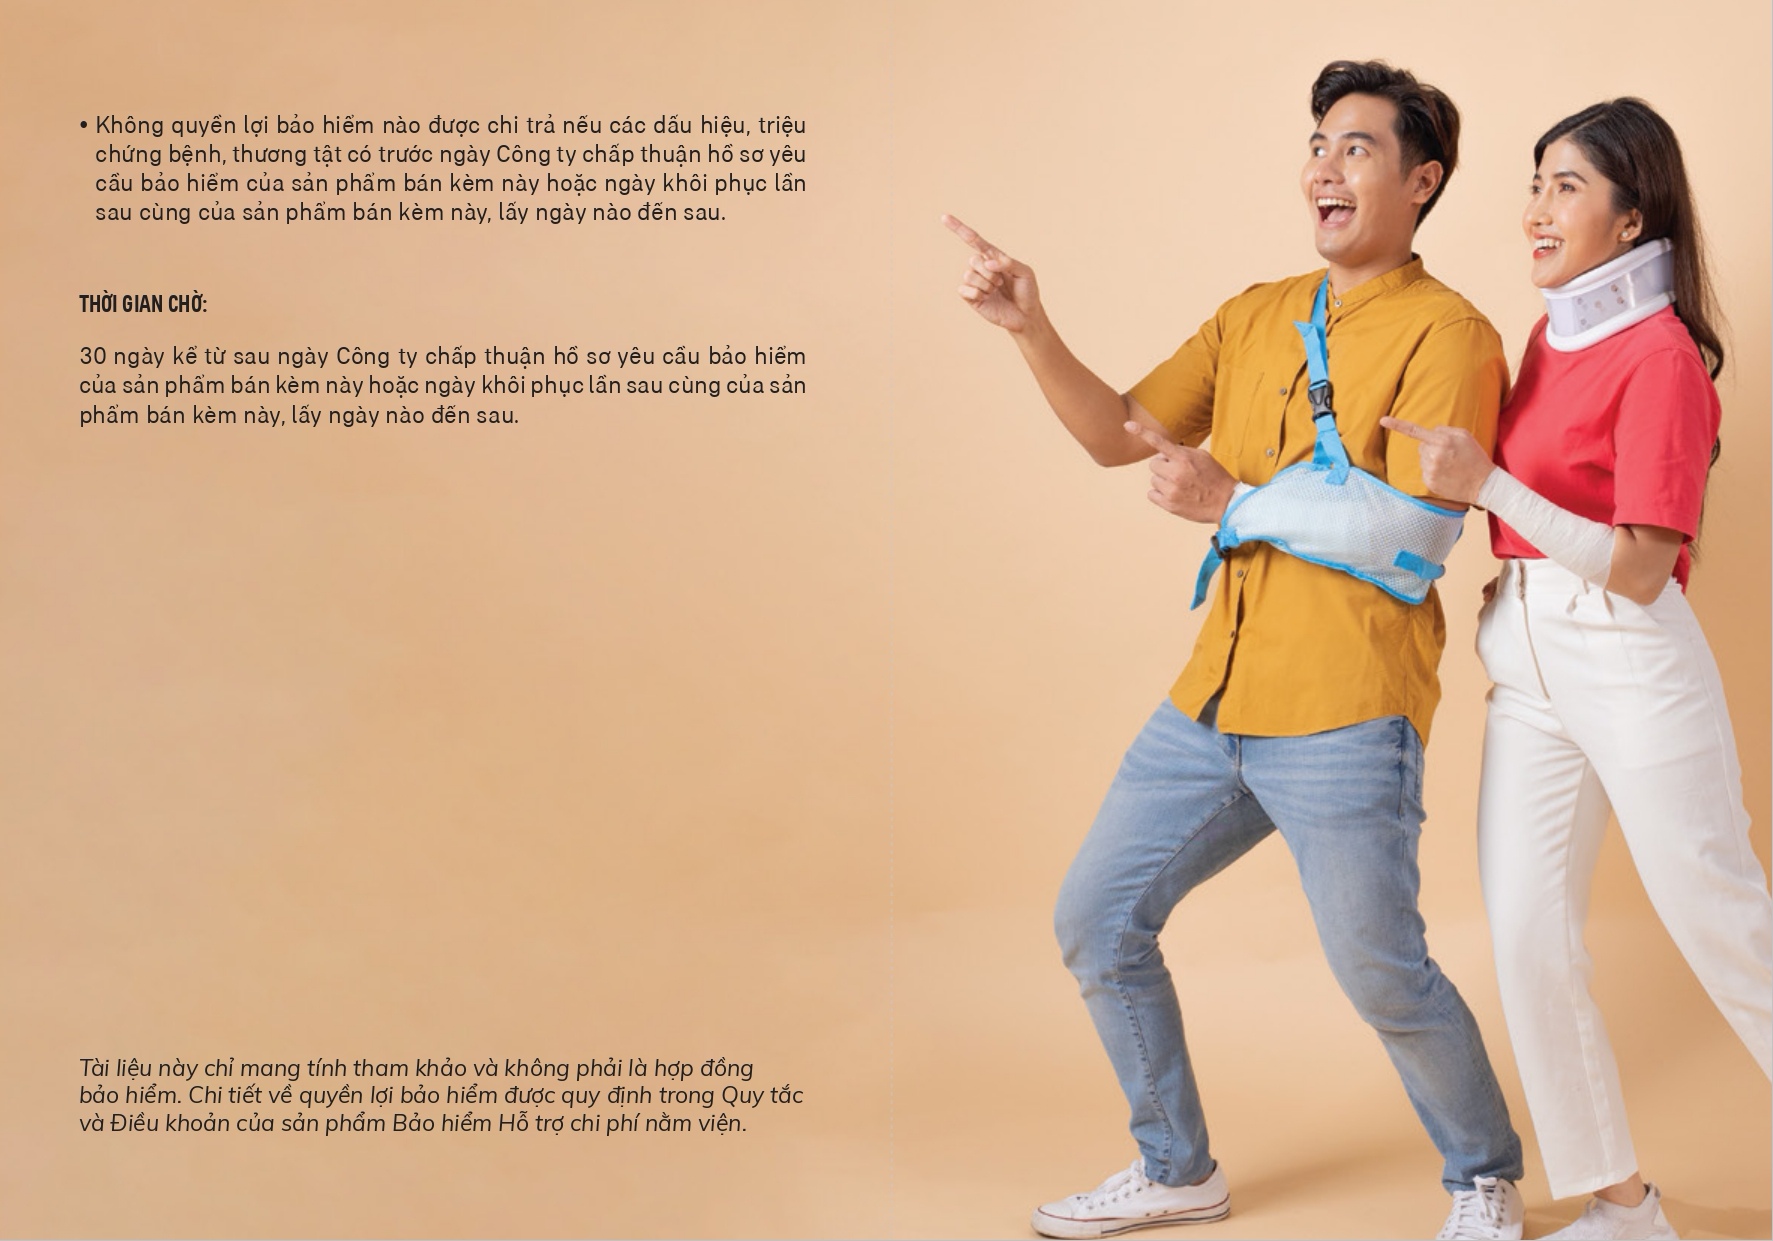 • Không quyền lợi bảo hiểm nào được chi trả nếu các dấu hiệu, triệu
chứng bệnh, thương tật có trước ngày Công ty chấp thuận hồ sơ yêu
cầu bảo hiểm của sản phẩm bán kèm này hoặc ngày khôi phục lần
sau cùng của sản phẩm bán kèm này, lấy ngày nào đến sau.
THỜI GIAN CHỜ:
30 ngày kể từ sau ngày Công ty chấp thuận hồ sơ yêu cầu bảo hiểm
của sản phẩm bán kèm này hoặc ngày khôi phục lần sau cùng của sản
phẩm bán kèm này, lấy ngày nào đến sau.
Tài liệu này chỉ mang tính tham khảo và không phải là hợp đồng
bảo hiểm. Chi tiết về quyền lợi bảo hiểm được quy định trong Quy tắc
và Điều khoản của sản phẩm Bảo hiểm Hỗ trợ chi phí nằm viện.